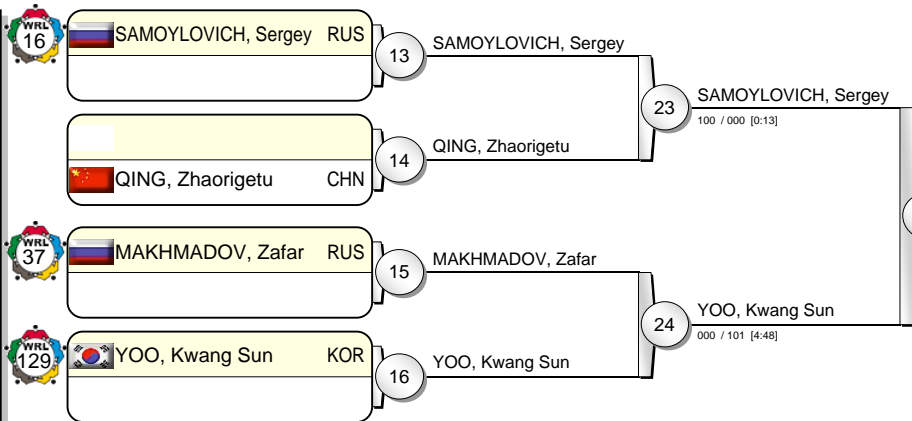 WRL
16
SAMOYLOVICH, Sergey RUS
13
SAMOYLOVICH, Sergey
23
SAMOYLOVICH, Sergey
100 / 000 [0:13]
QING, Zhaorigetu CHN
14
QING, Zhaorigetu
WRL
37
MAKHMADOV, Zafar RUS
15
MAKHMADOV, Zafar
24
YOO, Kwang Sun
000 / 101 [4:48]
WRL
129
YOO, Kwang Sun KOR
16
YOO, Kwang Sun